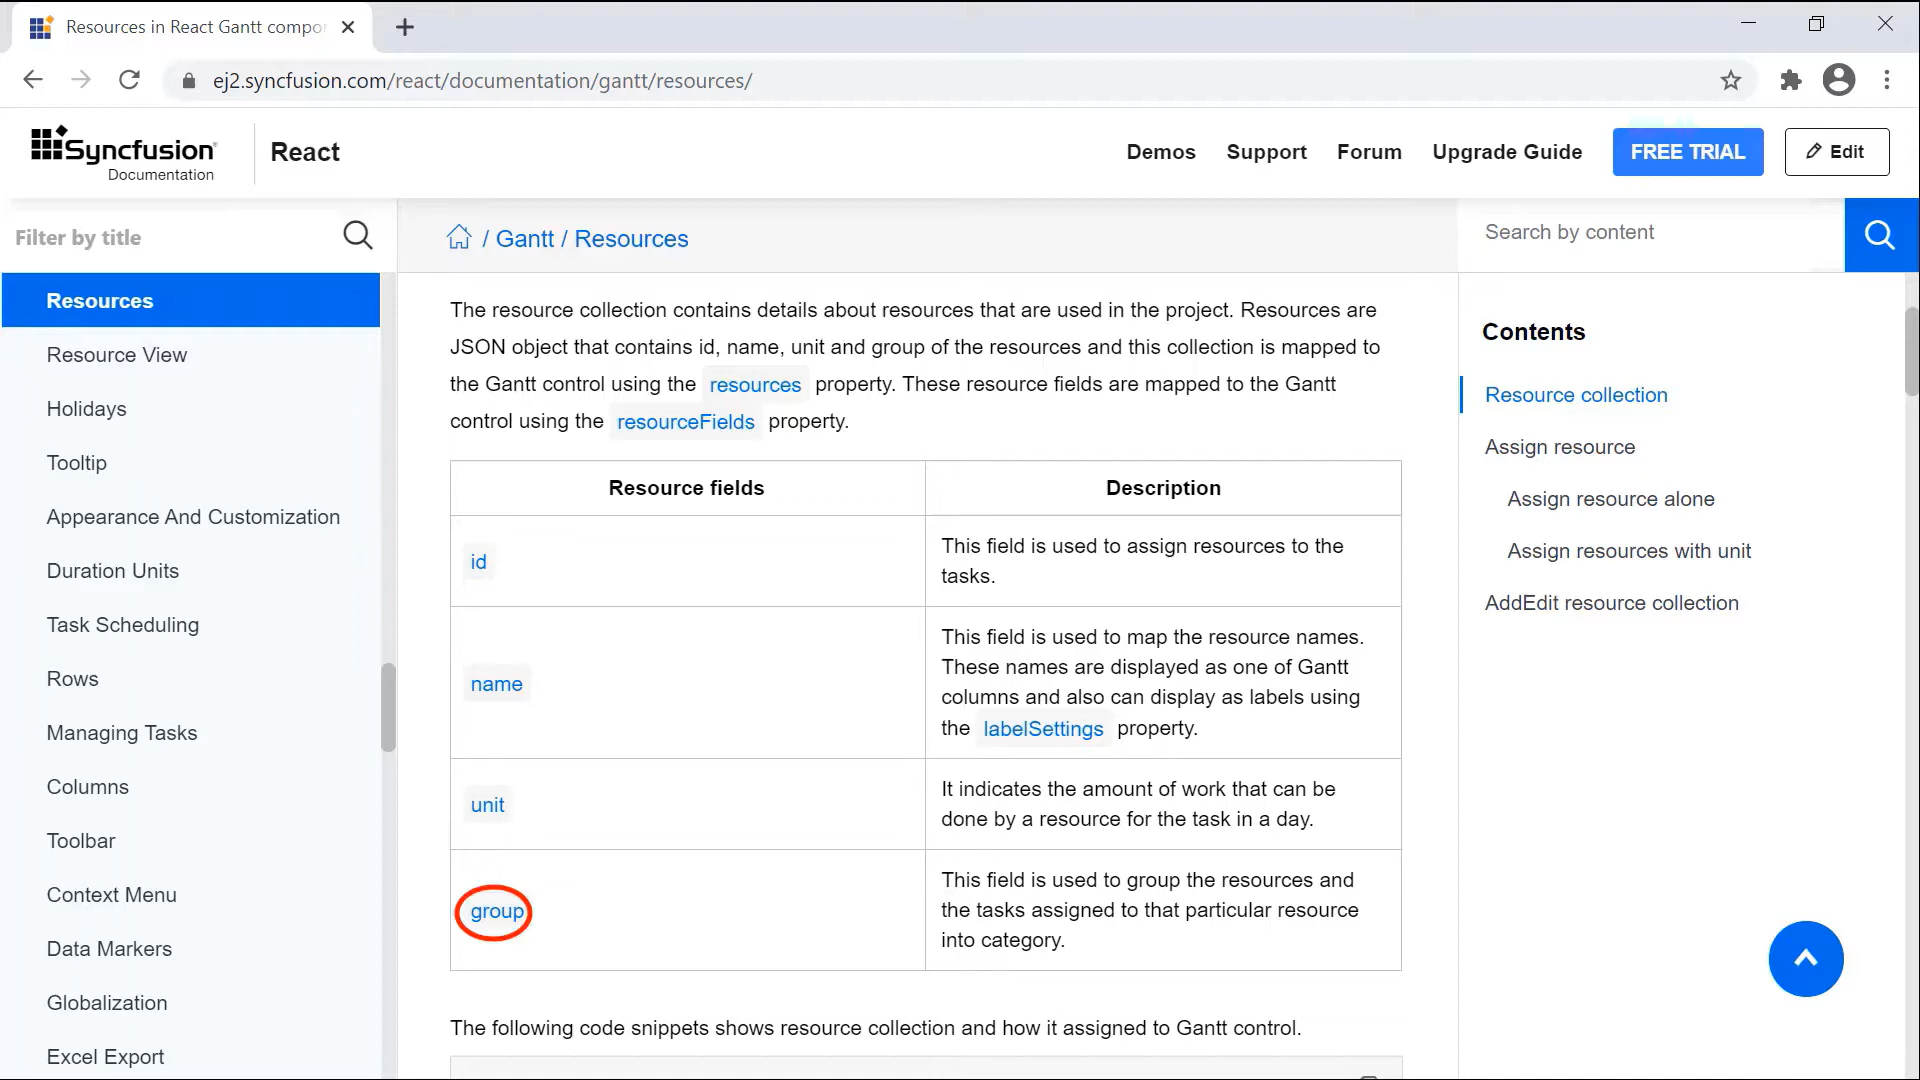 Resources in React Gantt compo
ej2.syncfusion.com/react/documentation/gantt/resources/
Syncfusion
Documentation
React
Demos
Support
Forum
Upgrade Guide
FREE TRIAL
Edit
Filter by title
/ Gantt / Resources
Search by content
Resources
Resource View
Holidays
Tooltip
Appearance And Customization
Duration Units
Task Scheduling
Rows
Managing Tasks
Columns
Toolbar
Context Menu
Data Markers
Globalization
Excel Export
The resource collection contains details about resources that are used in the project. Resources are
JSON object that contains id, name, unit and group of the resources and this collection is mapped to
the Gantt control using the resources property. These resource fields are mapped to the Gantt
control using the resourceFields property.
Resource fields
Description
id
This field is used to assign resources to the
tasks.
name
This field is used to map the resource names.
These names are displayed as one of Gantt
columns and also can display as labels using
the labelSettings property.
unit
It indicates the amount of work that can be
done by a resource for the task in a day.
group
This field is used to group the resources and
the tasks assigned to that particular resource
into category.
The following code snippets shows resource collection and how it assigned to Gantt control.
Contents
Resource collection
Assign resource
Assign resource alone
Assign resources with unit
AddEdit resource collection